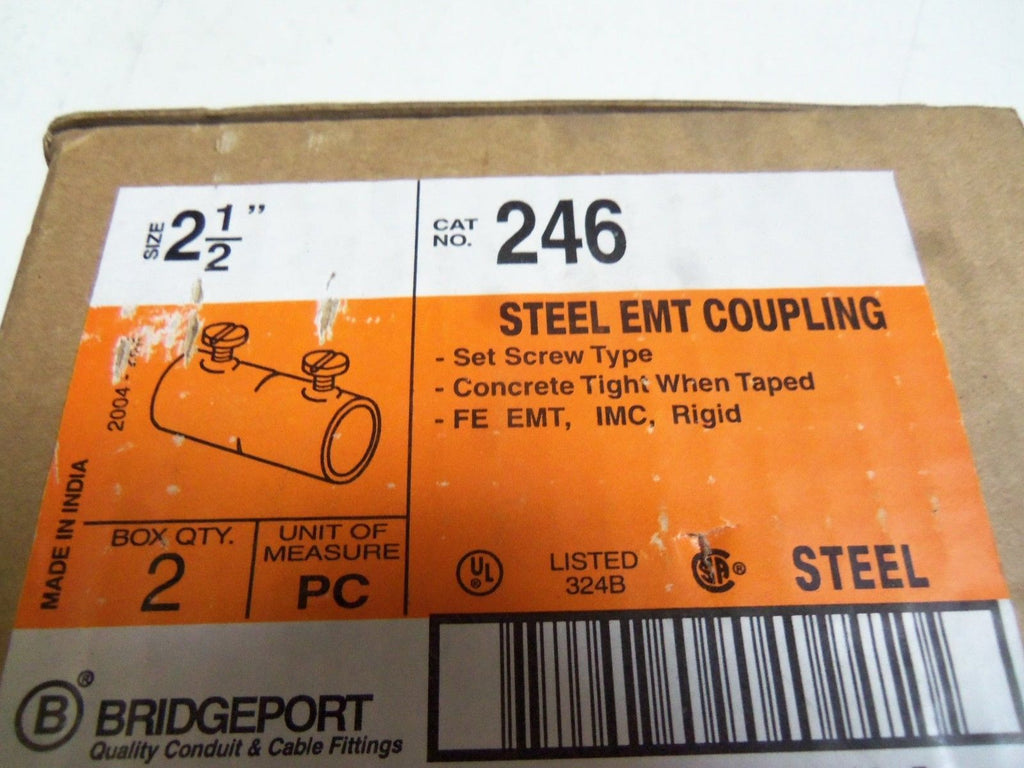 SIZE 2 1/2"
CAT NO. 246
STEEL EMT COUPLING
- Set Screw Type
- Concrete Tight When Taped
- FE EMT, IMC, Rigid
2004 -
MADE IN INDIA
BOX QTY.
2
UNIT OF
MEASURE
PC
UL ®
LISTED
324B
CSA ®
STEEL
B ®
BRIDGEPORT
Quality Conduit & Cable Fittings